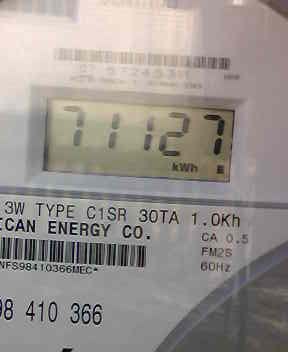 71127
kWh
3W TYPE C1SR 30TA 1.0Kh
ICAN ENERGY CO.
CA 0.5
FM2S
NFS98410366MEC*
60Hz
98 410 366